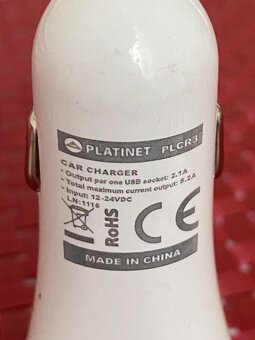 PLATINET PLCR3
CAR CHARGER
• Output per one USB socket: 2.1A
• Total maximum current output: 5.2A
• Input: 12-24VDC
LN:1116
RoHS CE
MADE IN CHINA